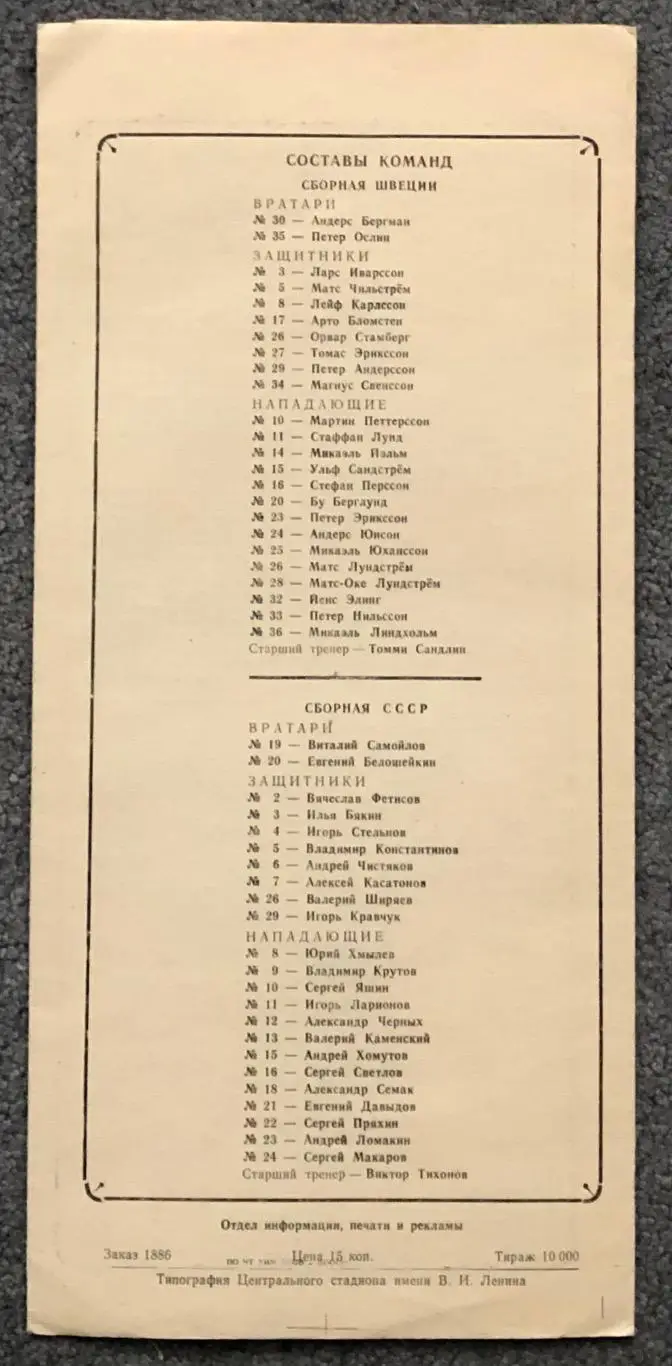 СОСТАВЫ КОМАНД
СБОРНАЯ ШВЕЦИИ
ВРАТАРИ
№ 30 — Андерс Бергман
№ 35 — Петер Ослин
ЗАЩИТНИКИ
№ 3 — Ларс Иварссон
№ 5 — Матс Чильстрём
№ 8 — Лейф Карлссон
№ 17 — Арто Бломстен
№ 26 — Орвар Стамберг
№ 27 — Томас Эрикссон
№ 29 — Петер Андерссон
№ 34 — Магнус Свенссон
НАПАДАЮЩИЕ
№ 10 — Мартин Петтерссон
№ 11 — Стаффан Лунд
№ 14 — Микаэль Йэльм
№ 15 — Ульф Сандстрём
№ 16 — Стефан Перссон
№ 20 — Бу Берглунд
№ 23 — Петер Эрикссон
№ 24 — Андерс Юнсон
№ 25 — Микаэль Юханссон
№ 26 — Матс Лундстрём
№ 28 — Матс-Оке Лундстрём
№ 32 — Йенс Элинг
№ 33 — Петер Нильссон
№ 36 — Микаэль Линдхольм
Старший тренер — Томми Сандлин
СБОРНАЯ СССР
ВРАТАРИ
№ 19 — Виталий Самойлов
№ 20 — Евгений Белошейкин
ЗАЩИТНИКИ
№ 2 — Вячеслав Фетисов
№ 3 — Илья Бякин
№ 4 — Игорь Стельнов
№ 5 — Владимир Константинов
№ 6 — Андрей Чистяков
№ 7 — Алексей Касатонов
№ 26 — Валерий Ширяев
№ 29 — Игорь Кравчук
НАПАДАЮЩИЕ
№ 8 — Юрий Хмылев
№ 9 — Владимир Крутов
№ 10 — Сергей Яшин
№ 11 — Игорь Ларионов
№ 12 — Александр Черных
№ 13 — Валерий Каменский
№ 15 — Андрей Хомутов
№ 16 — Сергей Светлов
№ 18 — Александр Семак
№ 21 — Евгений Давыдов
№ 22 — Сергей Пряхин
№ 23 — Андрей Ломакин
№ 24 — Сергей Макаров
Старший тренер — Виктор Тихонов
Отдел информации, печати и рекламы
Заказ 1886 Цена 15 коп. Тираж 10 000
Типография Центрального стадиона имени В. И. Ленина